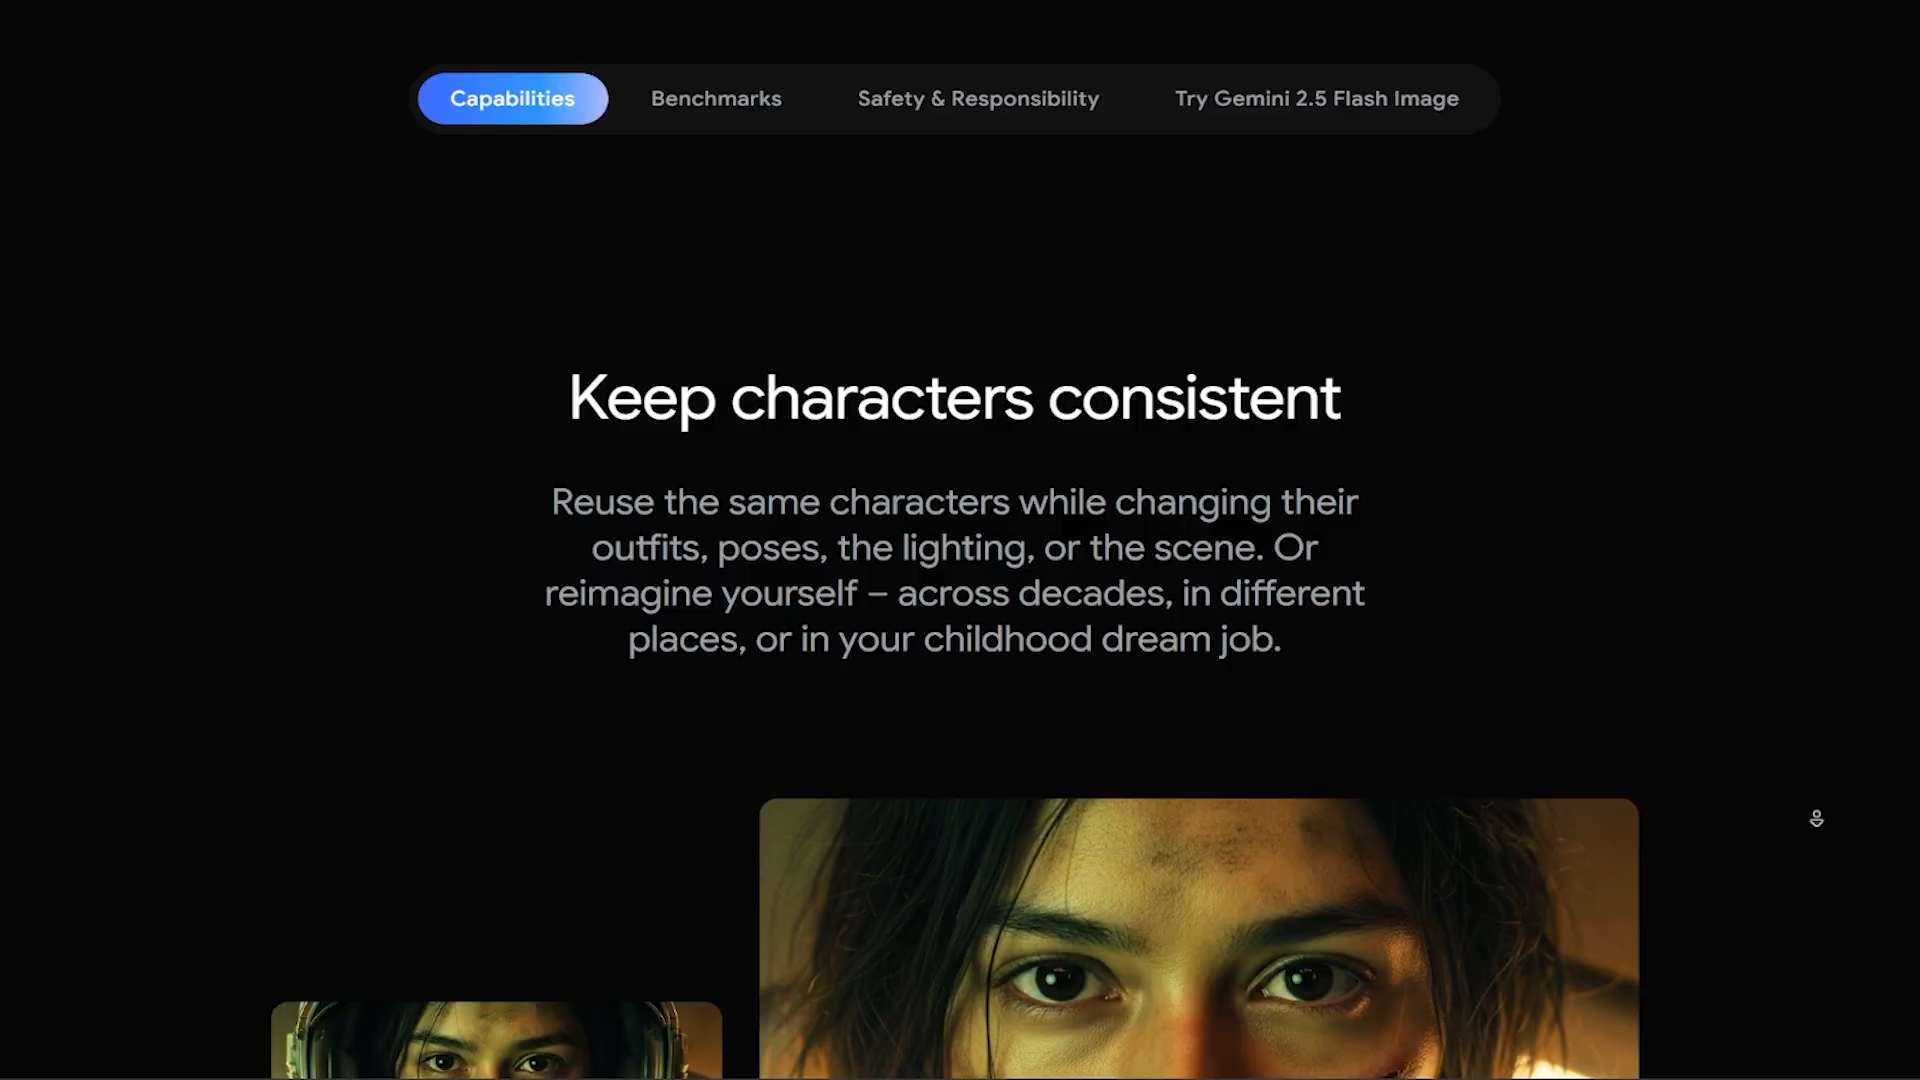 Capabilities
Benchmarks
Safety & Responsibility
Try Gemini 2.5 Flash Image
Keep characters consistent
Reuse the same characters while changing their
outfits, poses, the lighting, or the scene. Or
reimagine yourself – across decades, in different
places, or in your childhood dream job.